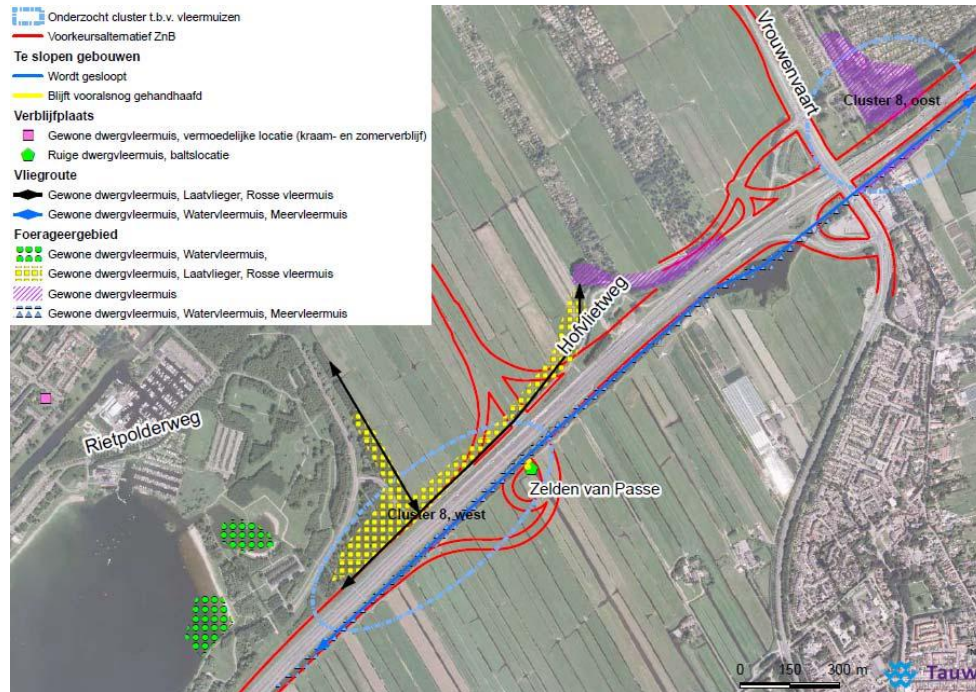 Onderzocht cluster t.b.v. vleermuizen
Voorkeursalternatief ZnB
Te slopen gebouwen
Wordt gesloopt
Blijft vooralsnog gehandhaafd
Verblijfplaats
Gewone dwergvleermuis, vermoedelijke locatie (kraam- en zomerverblijf)
Ruige dwergvleermuis, baltslocatie
Vliegroute
Gewone dwergvleermuis, Laatvlieger, Rosse vleermuis
Gewone dwergvleermuis, Watervleermuis, Meervleermuis
Foerageergebied
Gewone dwergvleermuis, Watervleermuis,
Gewone dwergvleermuis, Laatvlieger, Rosse vleermuis
Gewone dwergvleermuis
Gewone dwergvleermuis, Watervleermuis, Meervleermuis
Vrouwenvaart
Cluster 8, oost
Hofvlietweg
Rietpolderweg
Zelden van Passe
Cluster 8, west
0 150 300 m
Tauw